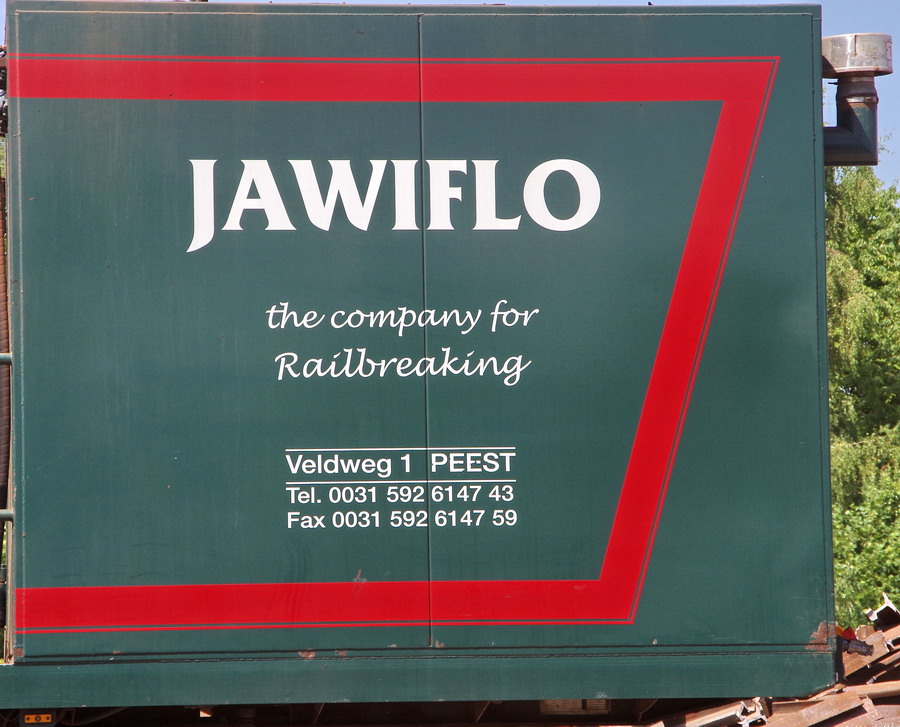 JAWIFLO
the company for
Railbreaking
Veldweg 1 PEEST
Tel. 0031 592 6147 43
Fax 0031 592 6147 59